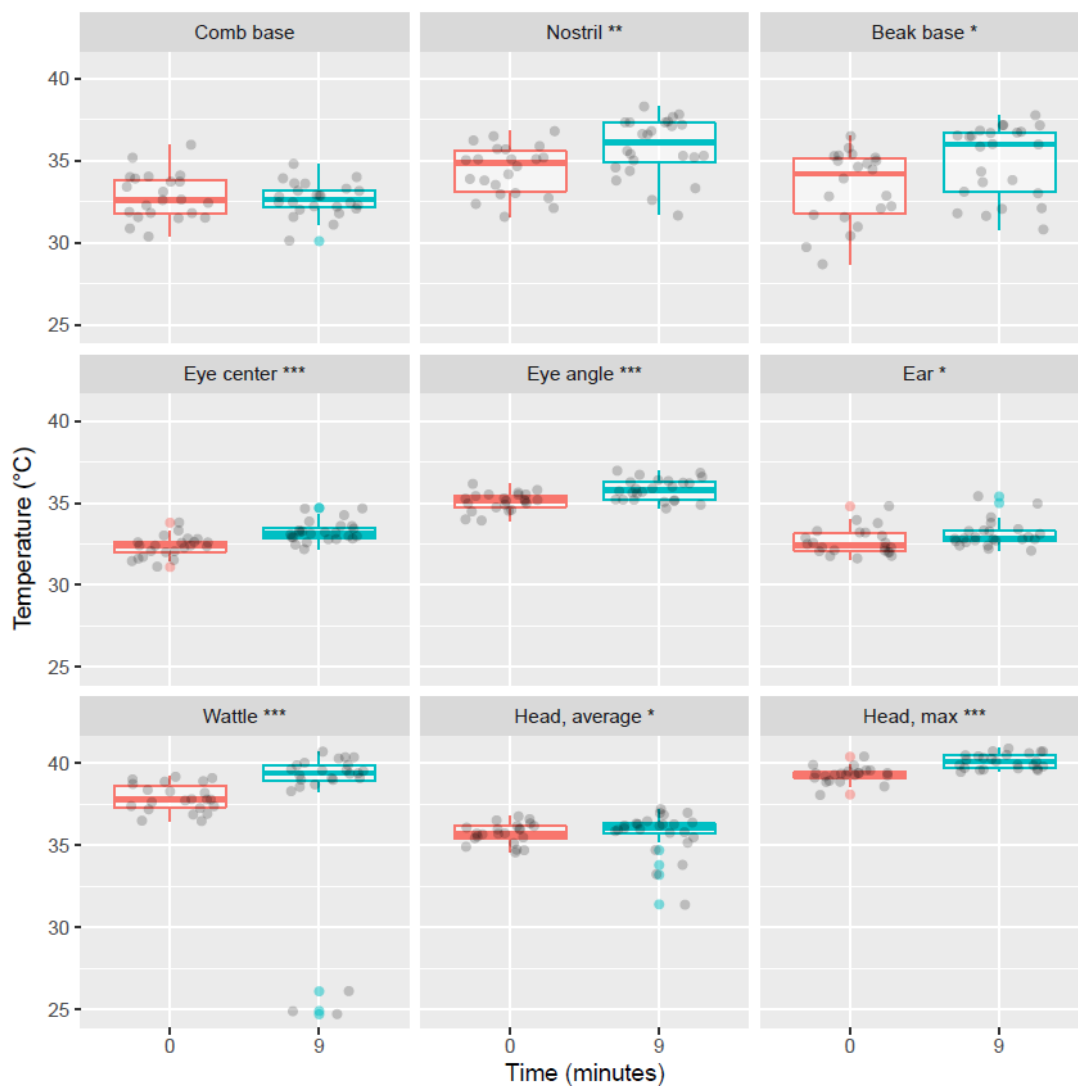 Comb base
Nostril **
Beak base *
40
35
30
25
Eye center ***
Eye angle ***
Ear *
40
35
30
25
Temperature (°C)
Wattle ***
Head, average *
Head, max ***
40
35
30
25
0
9
0
9
0
9
Time (minutes)